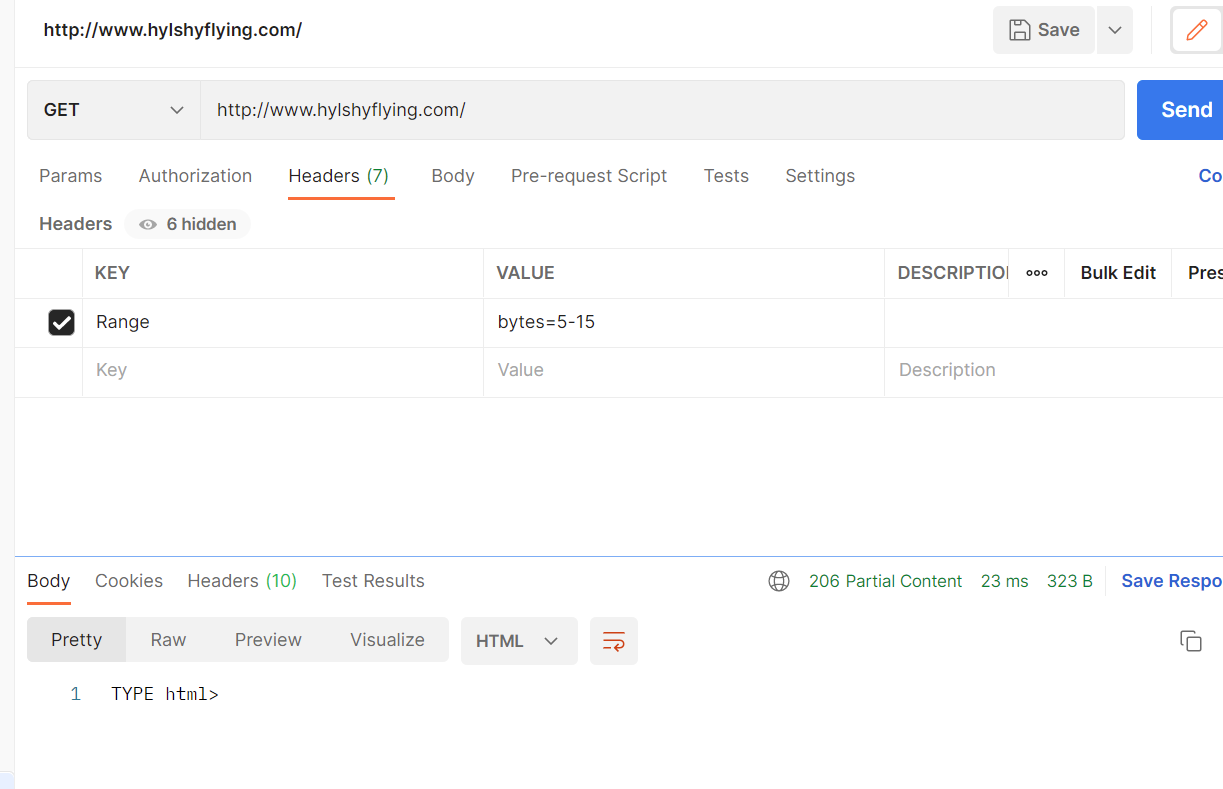 http://www.hylshyflying.com/
Save
GET
http://www.hylshyflying.com/
Send
Params Authorization Headers (7) Body Pre-request Script Tests Settings Co
Headers 6 hidden
KEY VALUE DESCRIPTIO Bulk Edit Pres
Range bytes=5-15
Key Value Description
Body Cookies Headers (10) Test Results 206 Partial Content 23 ms 323 B Save Respo
Pretty Raw Preview Visualize HTML
1 TYPE html>